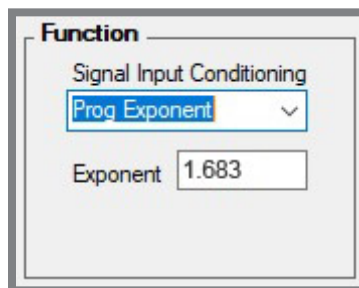 Function
Signal Input Conditioning
Prog Exponent
Exponent 1.683